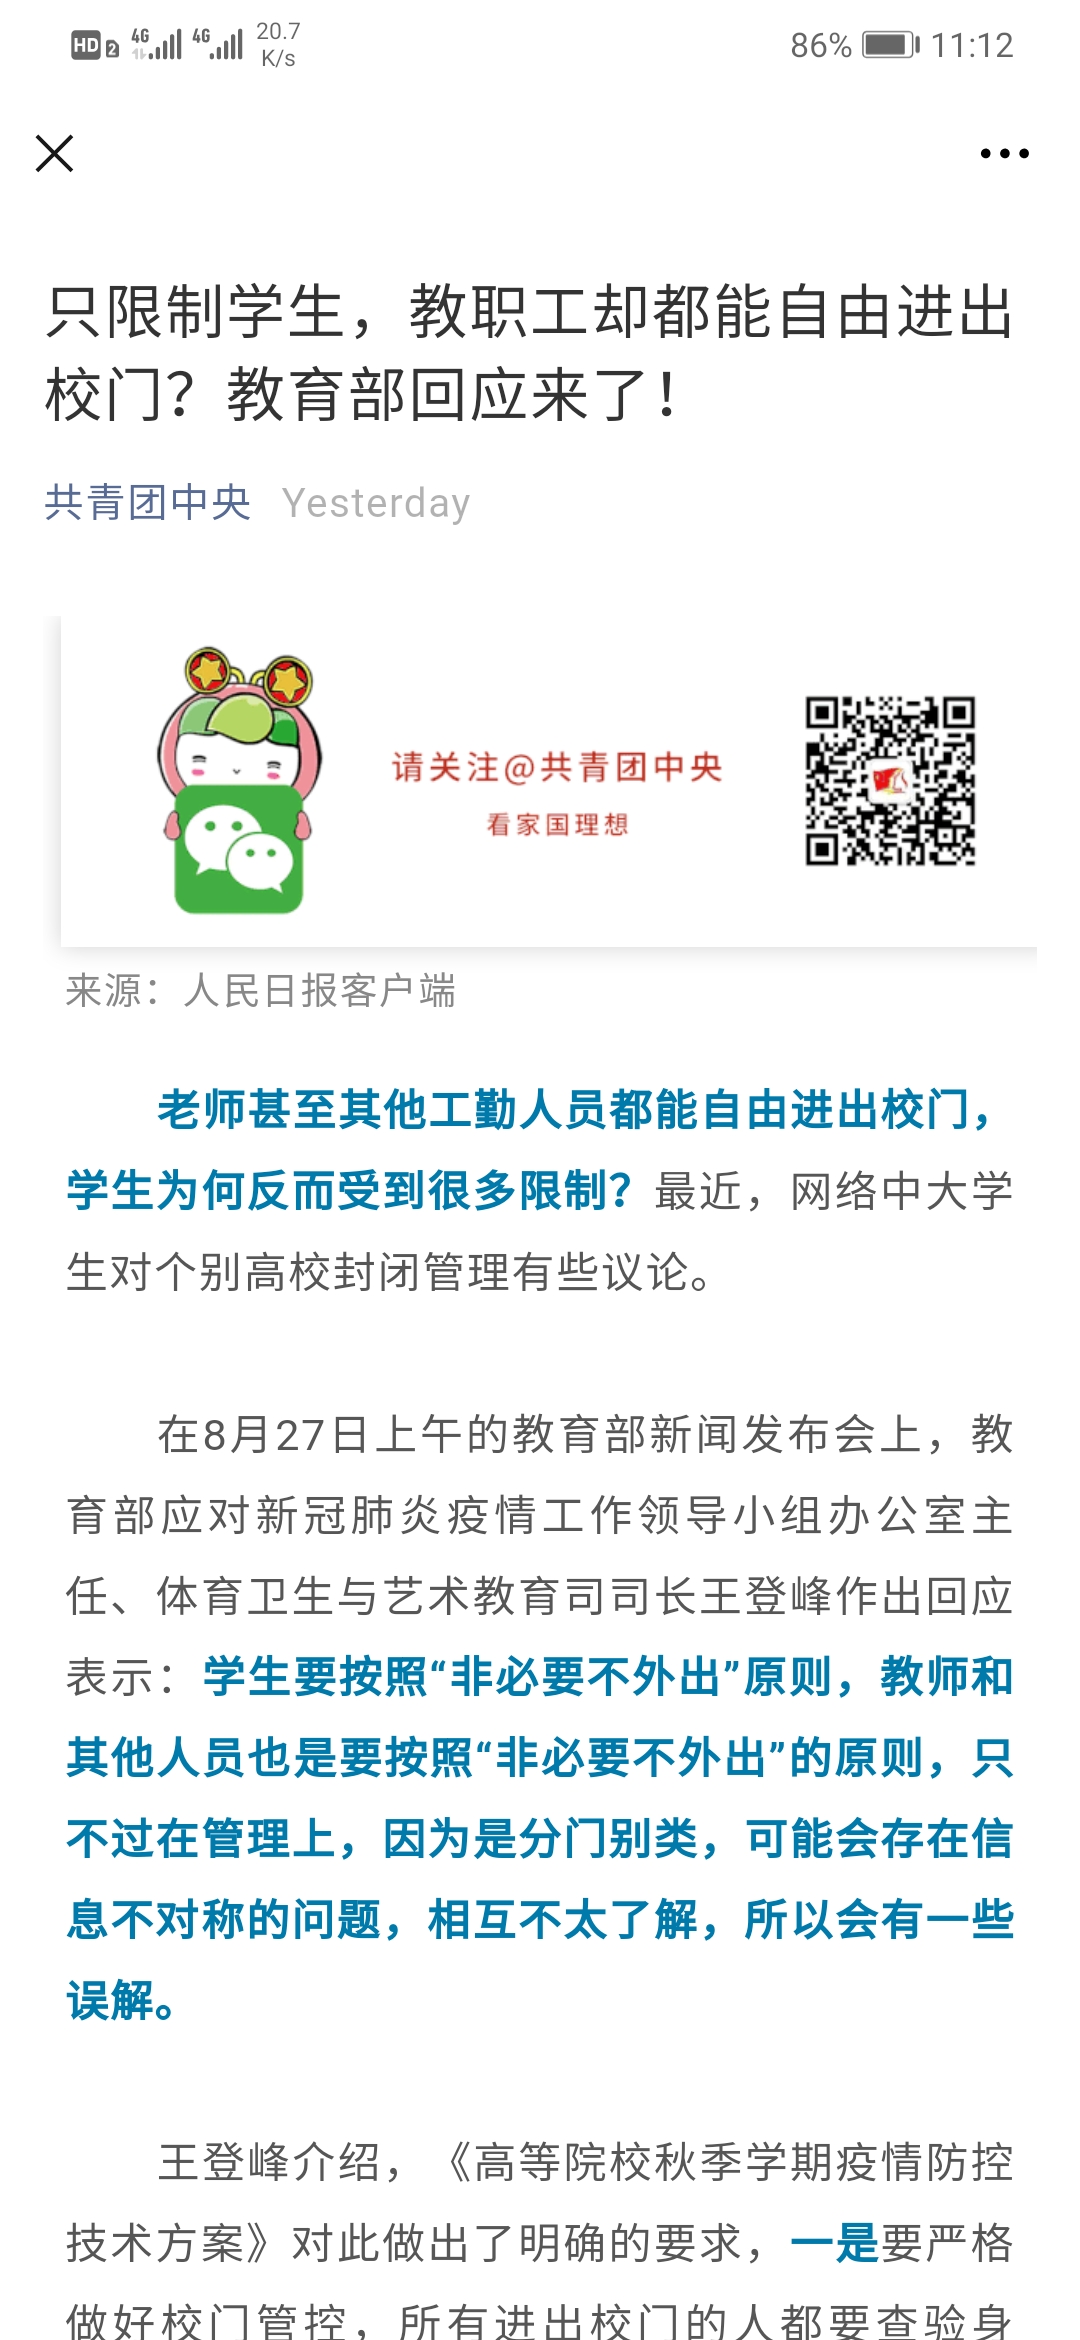 HD 2 4G 4G 20.7 K/s 86% 11:12
只限制学生，教职工却都能自由进出
校门？教育部回应来了！
共青团中央 Yesterday
请关注@共青团中央
看家国理想
来源：人民日报客户端
老师甚至其他工勤人员都能自由进出校门，
学生为何反而受到很多限制？最近，网络中大学
生对个别高校封闭管理有些议论。
在8月27日上午的教育部新闻发布会上，教
育部应对新冠肺炎疫情工作领导小组办公室主
任、体育卫生与艺术教育司司长王登峰作出回应
表示：学生要按照“非必要不外出”原则，教师和
其他人员也是要按照“非必要不外出”的原则，只
不过在管理上，因为是分门别类，可能会存在信
息不对称的问题，相互不太了解，所以会有一些
误解。
王登峰介绍，《高等院校秋季学期疫情防控
技术方案》对此做出了明确的要求，一是要严格
做好校门管控，所有进出校门的人都要查验身